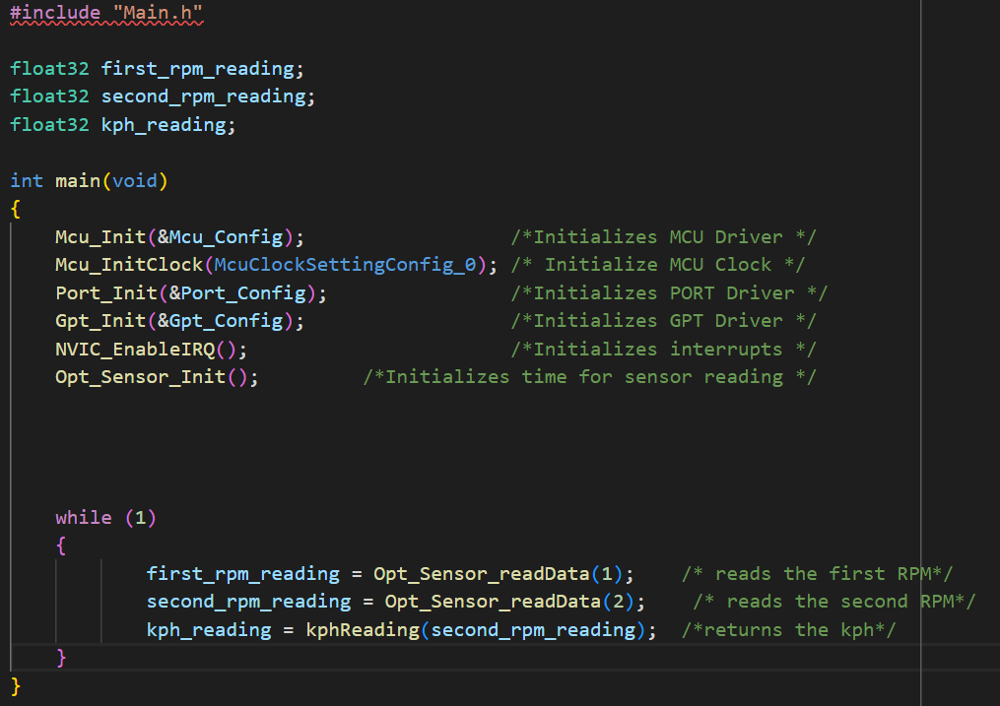 #include "Main.h"
float32 first_rpm_reading;
float32 second_rpm_reading;
float32 kph_reading;
int main(void)
{
Mcu_Init(&Mcu_Config); /*Initializes MCU Driver */
Mcu_InitClock(McuClockSettingConfig_0); /* Initialize MCU Clock */
Port_Init(&Port_Config); /*Initializes PORT Driver */
Gpt_Init(&Gpt_Config); /*Initializes GPT Driver */
NVIC_EnableIRQ(); /*Initializes interrupts */
Opt_Sensor_Init(); /*Initializes time for sensor reading */
while (1)
{
first_rpm_reading = Opt_Sensor_readData(1); /* reads the first RPM*/
second_rpm_reading = Opt_Sensor_readData(2); /* reads the second RPM*/
kph_reading = kphReading(second_rpm_reading); /*returns the kph*/
}
}